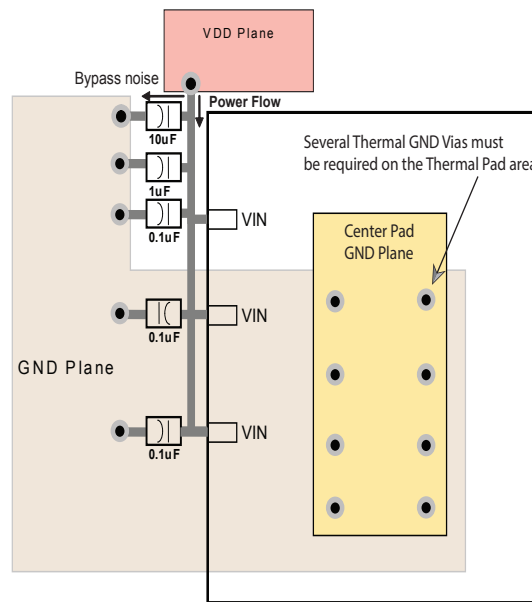 VDD Plane
Bypass noise
Power Flow
10uF
Several Thermal GND Vias must
be required on the Thermal Pad area
1uF
0.1uF
VIN
Center Pad
GND Plane
VIN
0.1uF
GND Plane
VIN
0.1uF